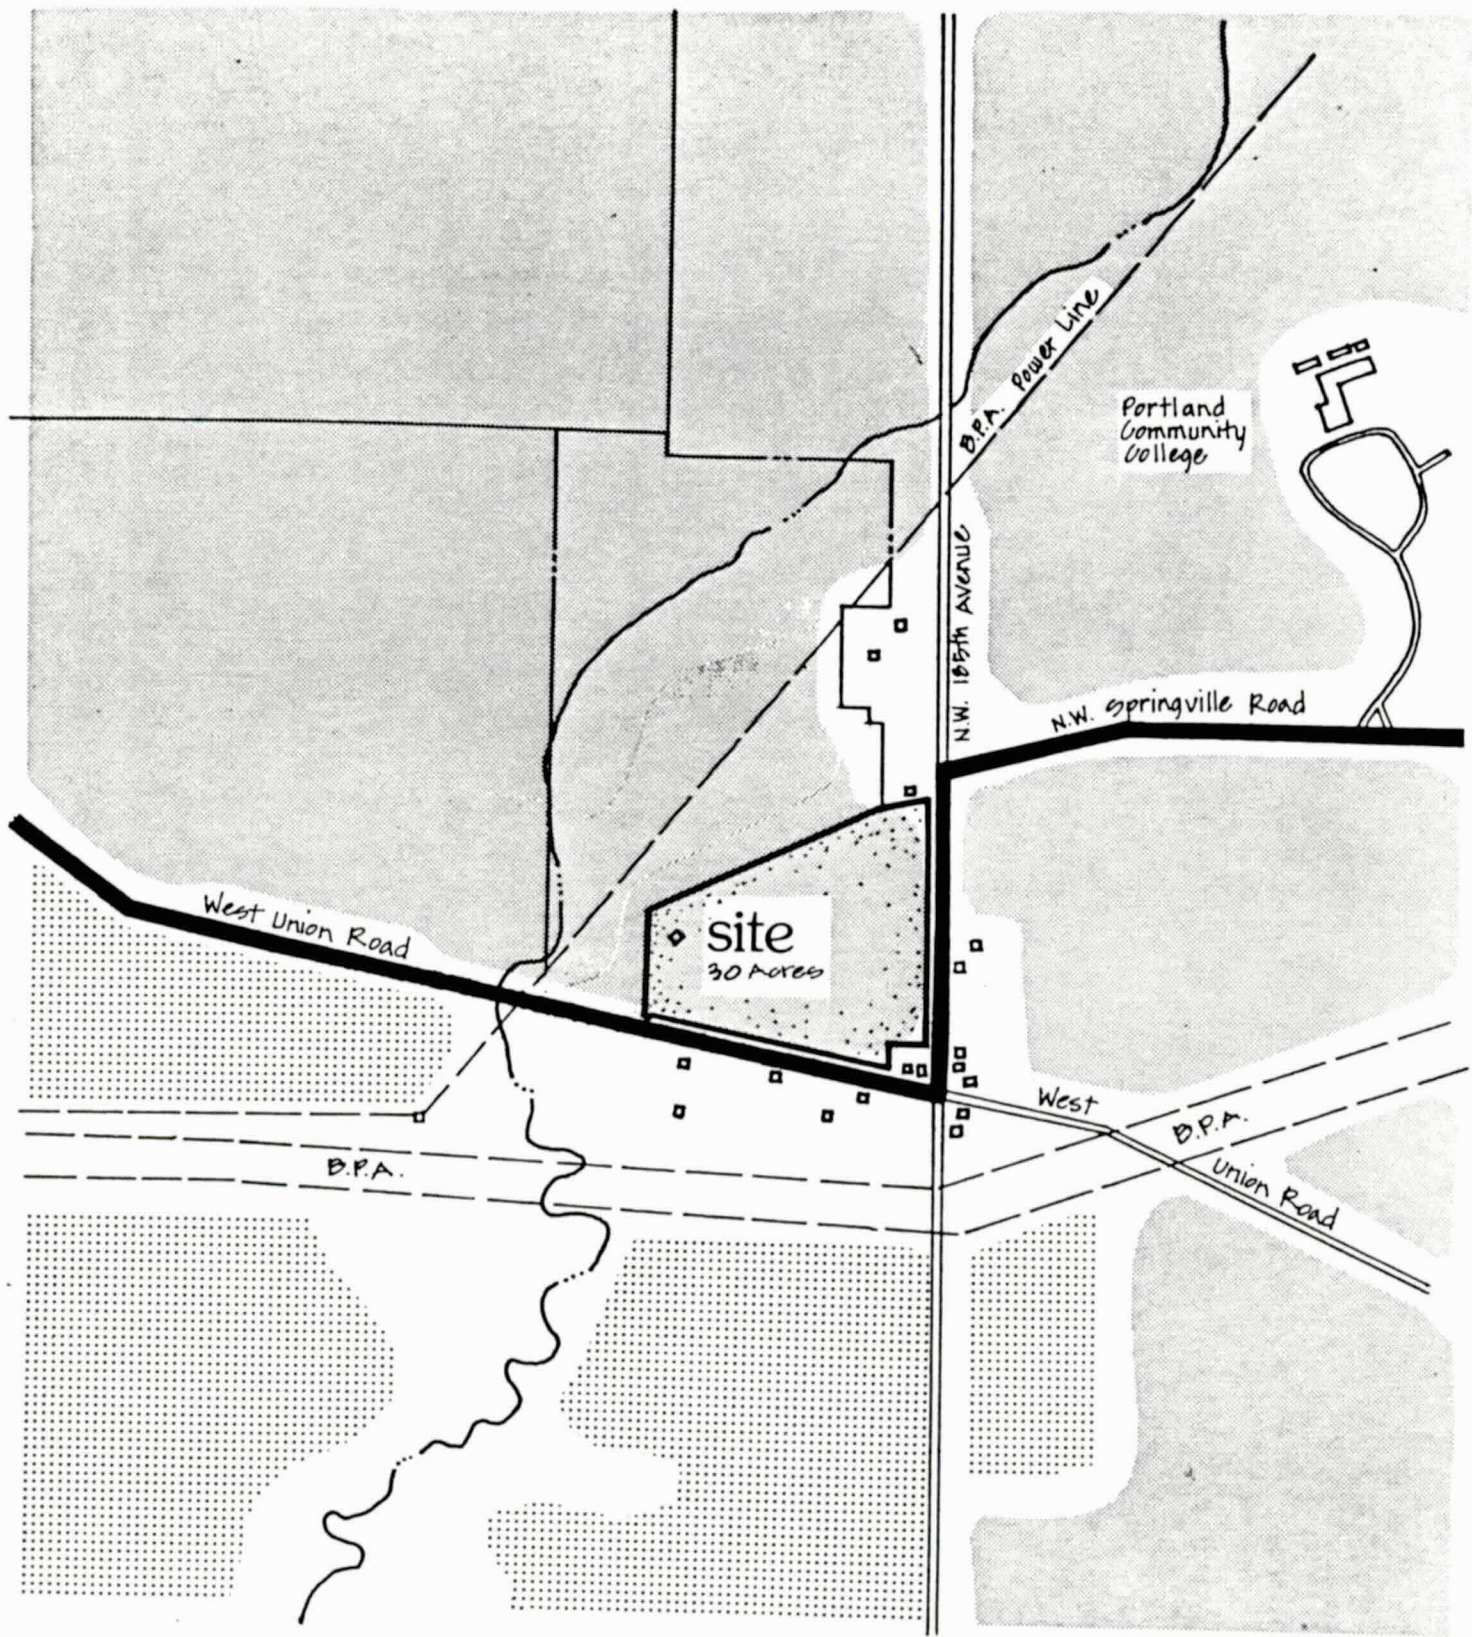 B.P.A. Power Line
Portland
Community
College
N.W. 185th Avenue
N.W. Springville Road
West Union Road
site
30 Acres
West
Union Road
B.P.A.
B.P.A.